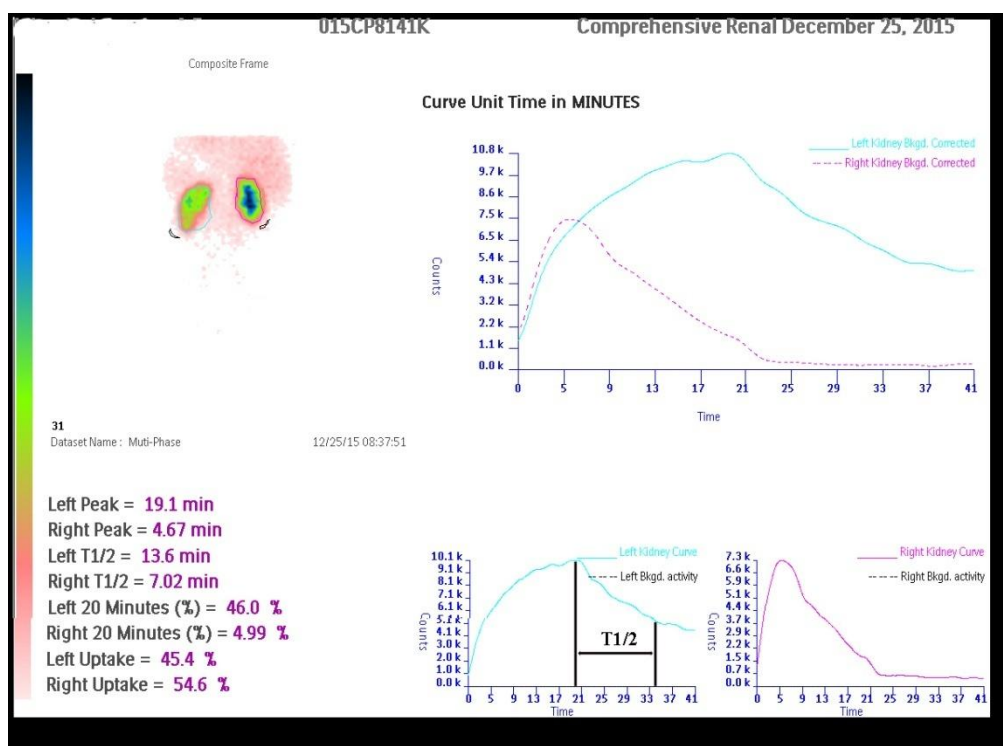 015CP8141K Comprehensive Renal December 25, 2015
Composite Frame
Curve Unit Time in MINUTES
Left Kidney Bkgd. Corrected
Right Kidney Bkgd. Corrected
10.8 k
9.7 k
8.6 k
7.5 k
6.5 k
5.4 k
4.3 k
3.2 k
2.2 k
1.1 k
0.0 k
Counts
0 5 9 13 17 21 25 29 33 37 41
Time
31
Dataset Name : Muti-Phase 12/25/15 08:37:51
Left Peak = 19.1 min
Right Peak = 4.67 min
Left T1/2 = 13.6 min
Right T1/2 = 7.02 min
Left 20 Minutes (%) = 46.0 %
Right 20 Minutes (%) = 4.99 %
Left Uptake = 45.4 %
Right Uptake = 54.6 %
Left Kidney Curve
Left Bkgd. activity
10.1 k
9.1 k
8.1 k
7.1 k
6.1 k
5.1 k
4.1 k
3.0 k
2.0 k
1.0 k
0.0 k
Counts
T1/2
0 5 9 13 17 21 25 29 33 37 41
Time
Right Kidney Curve
Right Bkgd. activity
7.3 k
6.6 k
5.9 k
5.1 k
4.4 k
3.7 k
2.9 k
2.2 k
1.5 k
0.7 k
0.0 k
Counts
0 5 9 13 17 21 25 29 33 37 41
Time